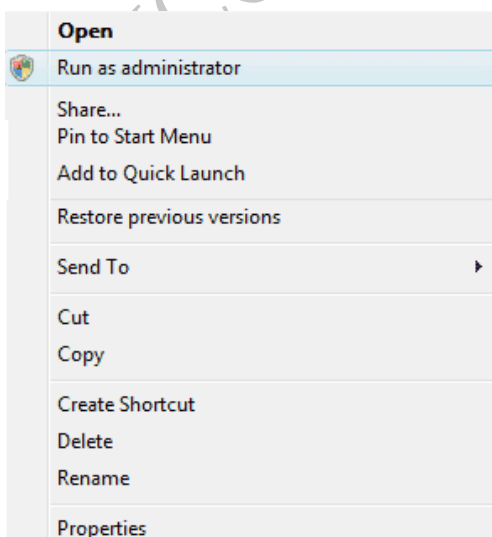 Open
Run as administrator
Share...
Pin to Start Menu
Add to Quick Launch
Restore previous versions
Send To
Cut
Copy
Create Shortcut
Delete
Rename
Properties